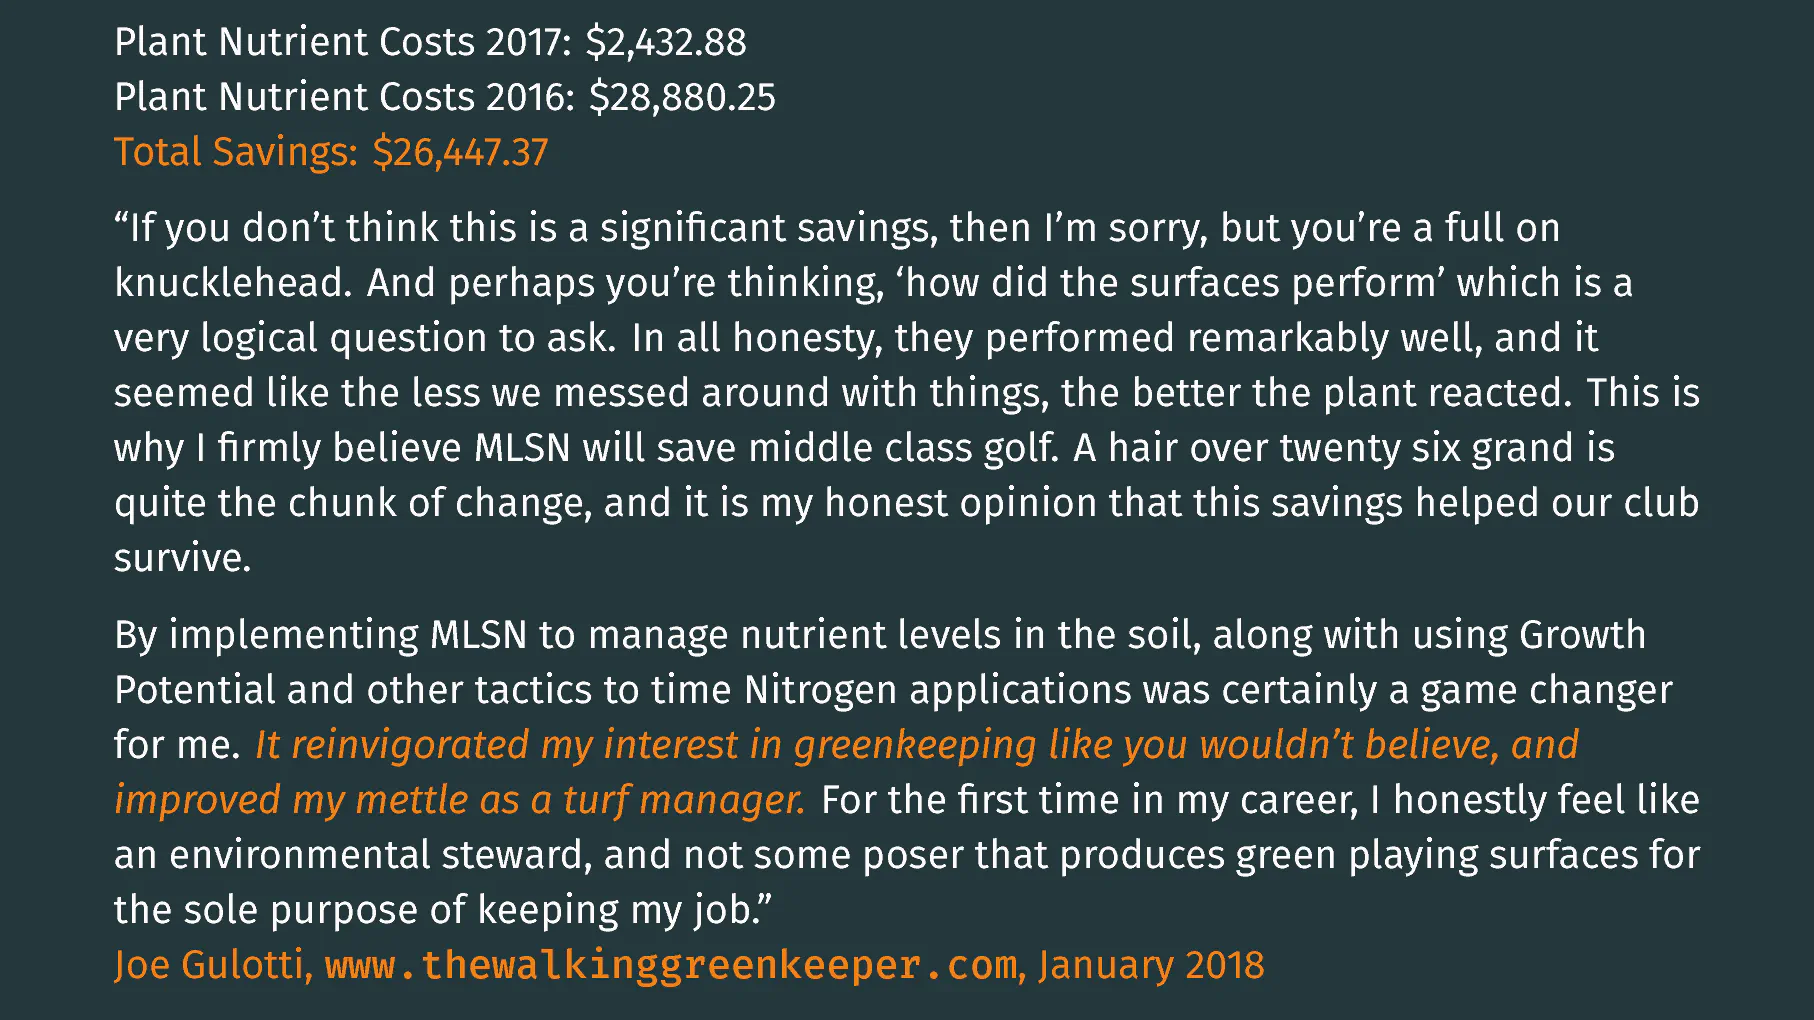 Plant Nutrient Costs 2017: $2,432.88
Plant Nutrient Costs 2016: $28,880.25
Total Savings: $26,447.37
“If you don’t think this is a significant savings, then I’m sorry, but you’re a full on
knucklehead. And perhaps you’re thinking, ‘how did the surfaces perform’ which is a
very logical question to ask. In all honesty, they performed remarkably well, and it
seemed like the less we messed around with things, the better the plant reacted. This is
why I firmly believe MLSN will save middle class golf. A hair over twenty six grand is
quite the chunk of change, and it is my honest opinion that this savings helped our club
survive.
By implementing MLSN to manage nutrient levels in the soil, along with using Growth
Potential and other tactics to time Nitrogen applications was certainly a game changer
for me. It reinvigorated my interest in greenkeeping like you wouldn’t believe, and
improved my mettle as a turf manager. For the first time in my career, I honestly feel like
an environmental steward, and not some poser that produces green playing surfaces for
the sole purpose of keeping my job.”
Joe Gulotti, www.thewalkinggreenkeeper.com, January 2018